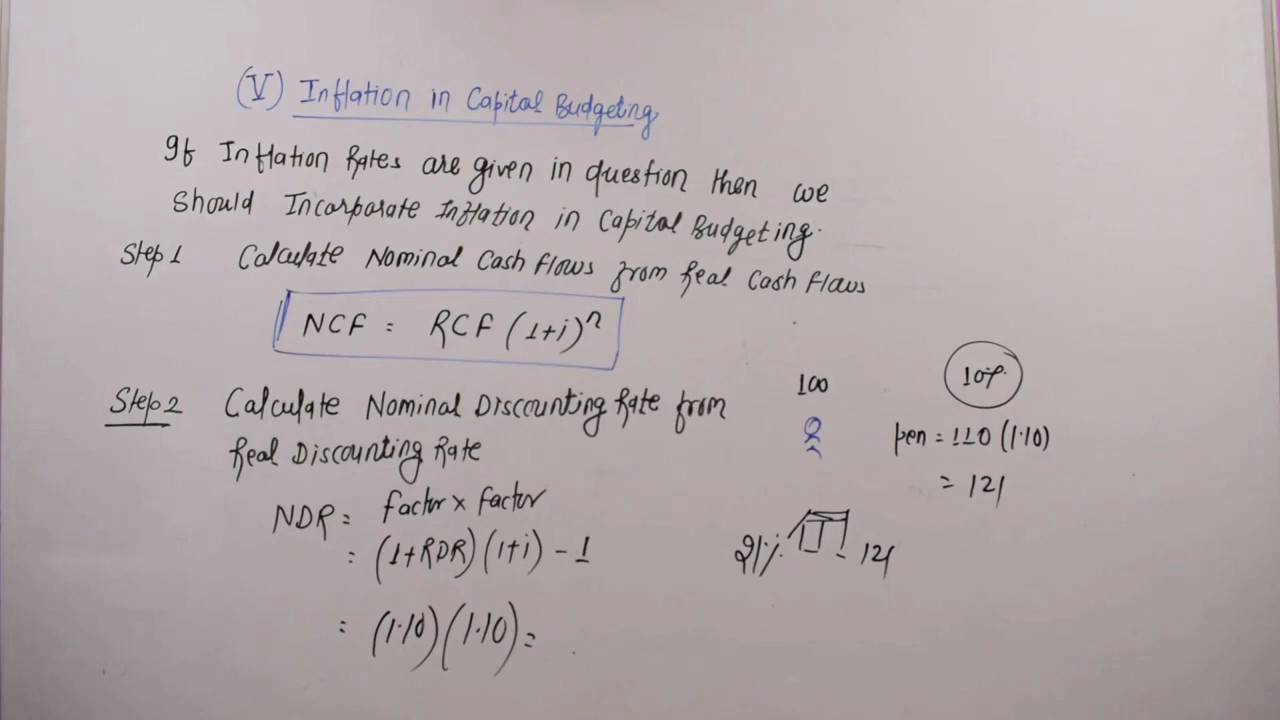 (V) Inflation in Capital Budgeting
If Inflation Rates are given in question then we
Should Incorporate Inflation in Capital Budgeting.
Step 1 Calculate Nominal Cash flows from Real Cash flows
NCF = RCF (1+i)^n
Step 2 Calculate Nominal Discounting Rate from
Real Discounting Rate
NDR = factor x factor
= (1+RDR) (1+i) - 1
= (1.10) (1.10) =
100
10%
pen = 110 (1.10)
= 121
21%
121